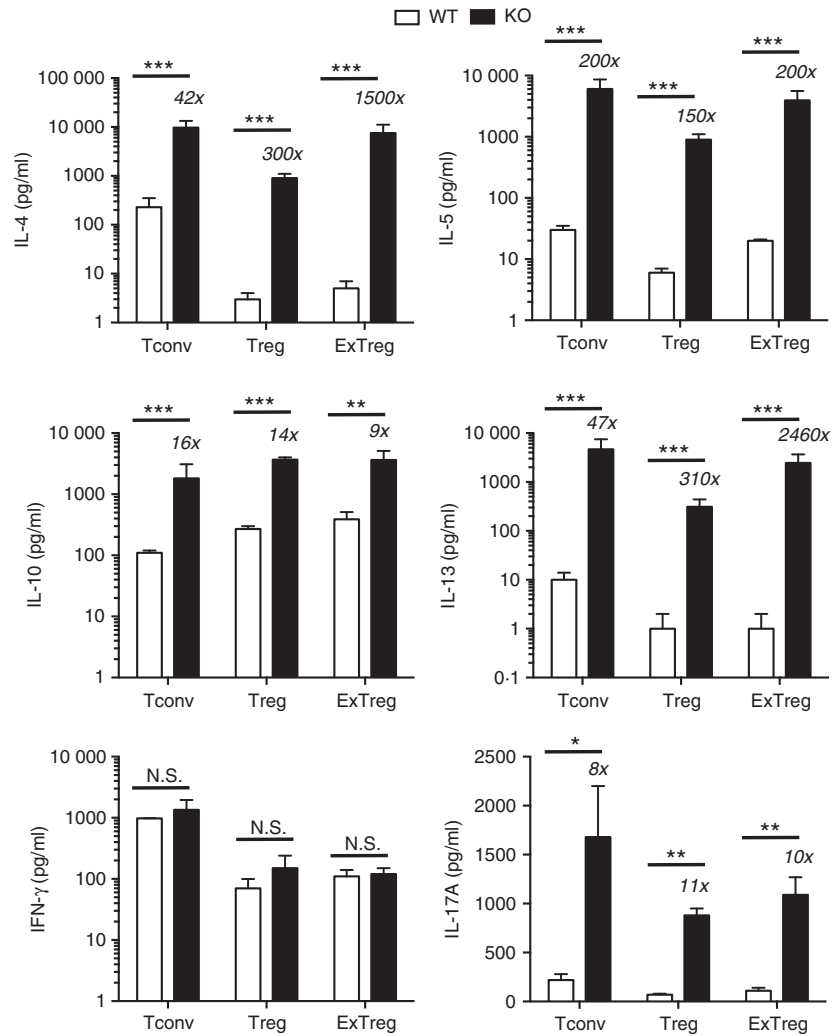 WT KO
***
***
***
42x
300x
1500x
100 000
10 000
1000
100
10
1
IL-4 (pg/ml)
Tconv Treg ExTreg
***
***
***
200x
150x
200x
10 000
1000
100
10
1
IL-5 (pg/ml)
Tconv Treg ExTreg
***
***
**
16x
14x
9x
10 000
1000
100
10
1
IL-10 (pg/ml)
Tconv Treg ExTreg
***
***
***
47x
310x
2460x
10 000
1000
100
10
1
0·1
IL-13 (pg/ml)
Tconv Treg ExTreg
N.S.
N.S.
N.S.
10 000
1000
100
10
1
IFN-γ (pg/ml)
Tconv Treg ExTreg
*
**
**
8x
11x
10x
2500
2000
1500
1000
500
0
IL-17A (pg/ml)
Tconv Treg ExTreg